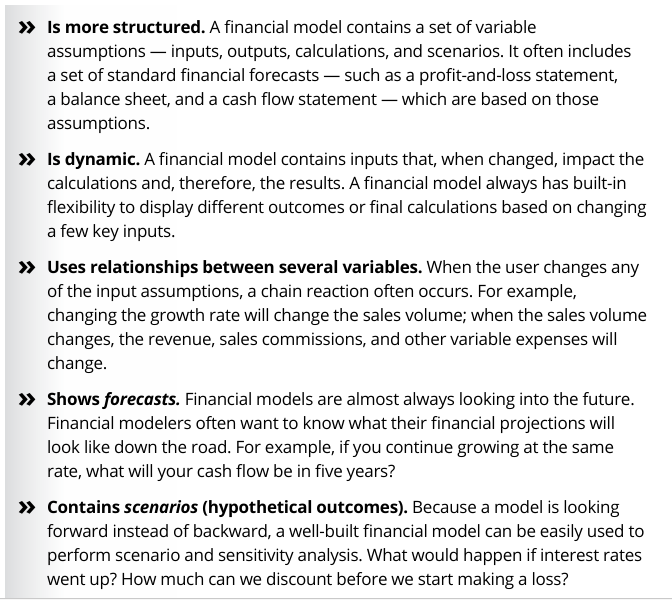 » Is more structured. A financial model contains a set of variable
assumptions — inputs, outputs, calculations, and scenarios. It often includes
a set of standard financial forecasts — such as a profit-and-loss statement,
a balance sheet, and a cash flow statement — which are based on those
assumptions.
» Is dynamic. A financial model contains inputs that, when changed, impact the
calculations and, therefore, the results. A financial model always has built-in
flexibility to display different outcomes or final calculations based on changing
a few key inputs.
» Uses relationships between several variables. When the user changes any
of the input assumptions, a chain reaction often occurs. For example,
changing the growth rate will change the sales volume; when the sales volume
changes, the revenue, sales commissions, and other variable expenses will
change.
» Shows forecasts. Financial models are almost always looking into the future.
Financial modelers often want to know what their financial projections will
look like down the road. For example, if you continue growing at the same
rate, what will your cash flow be in five years?
» Contains scenarios (hypothetical outcomes). Because a model is looking
forward instead of backward, a well-built financial model can be easily used to
perform scenario and sensitivity analysis. What would happen if interest rates
went up? How much can we discount before we start making a loss?